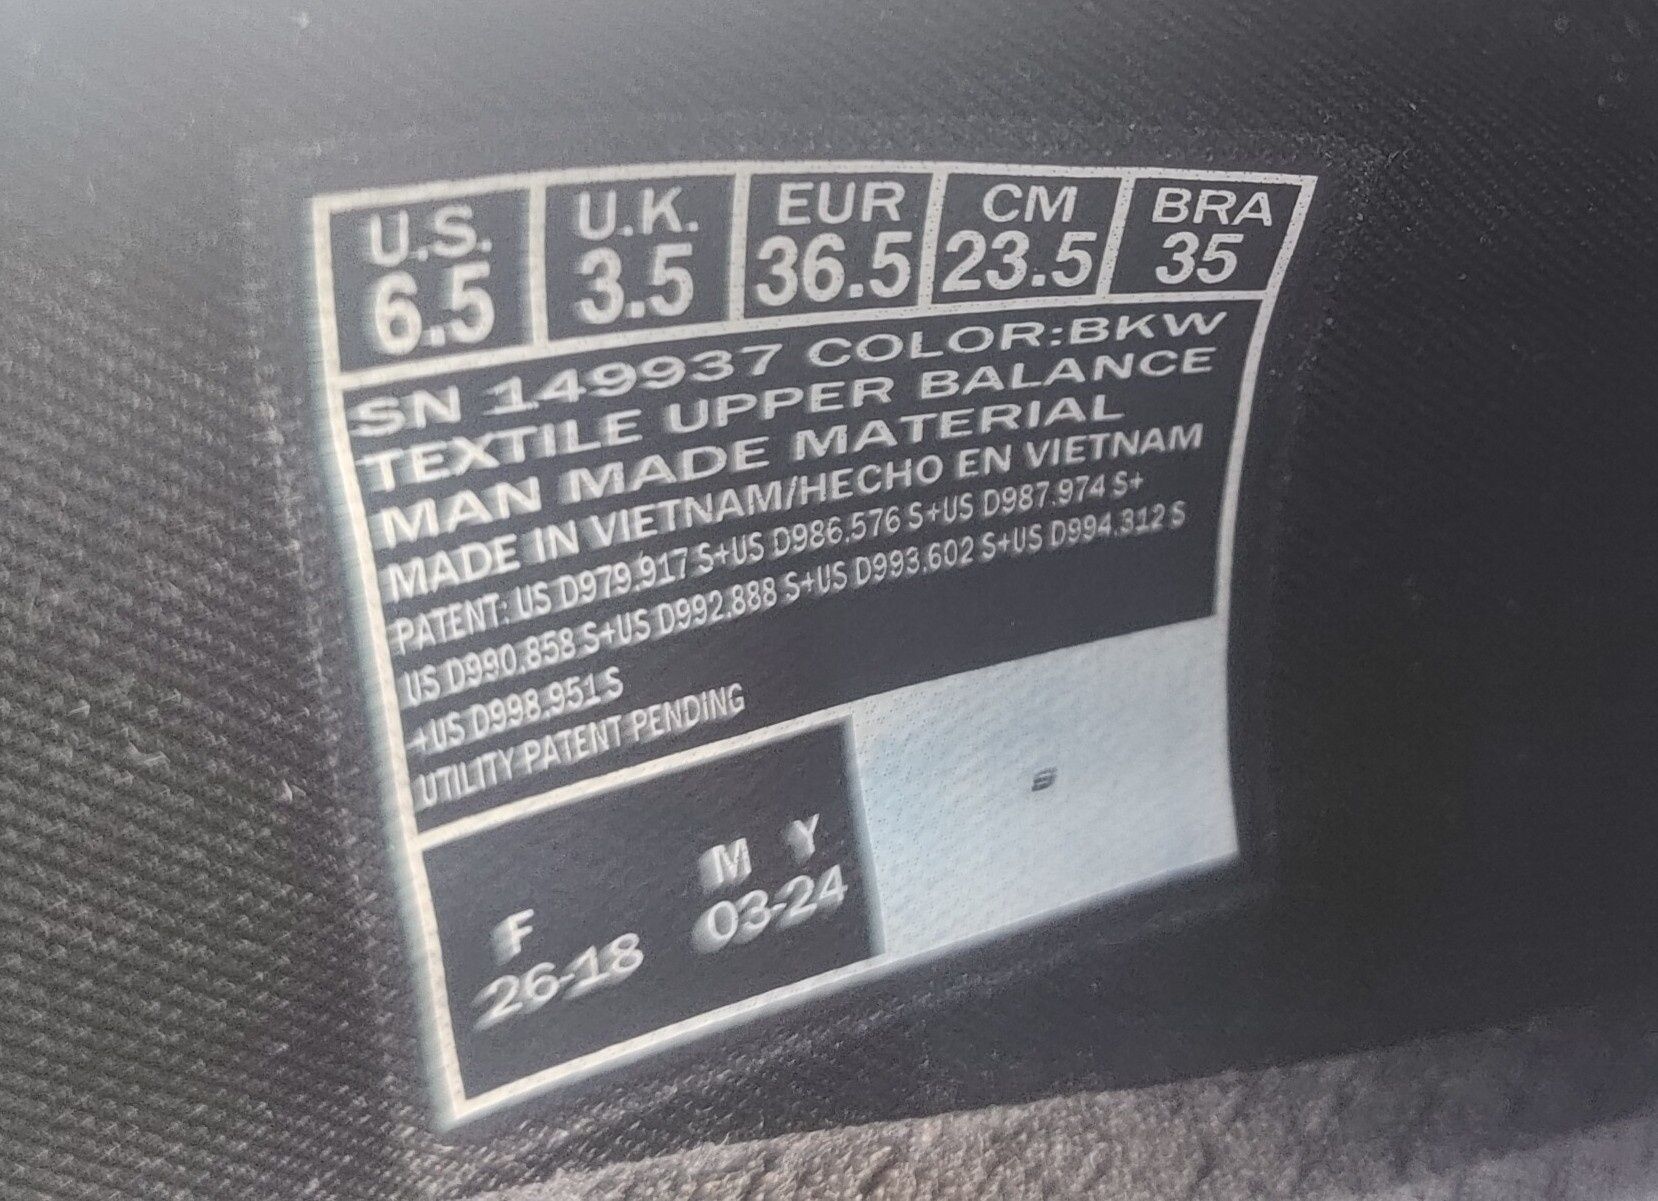 U.S. U.K. EUR CM BRA
6.5 3.5 36.5 23.5 35
SN 149937 COLOR:BKW
TEXTILE UPPER BALANCE
MAN MADE MATERIAL
MADE IN VIETNAM/HECHO EN VIETNAM
PATENT: US D979.917 S+US D986.576 S+US D987.974 S+
US D990.858 S+US D992.888 S+US D993.602 S+US D994.312 S
+US D998.951 S
UTILITY PATENT PENDING
F M Y
26-18 03-24
S